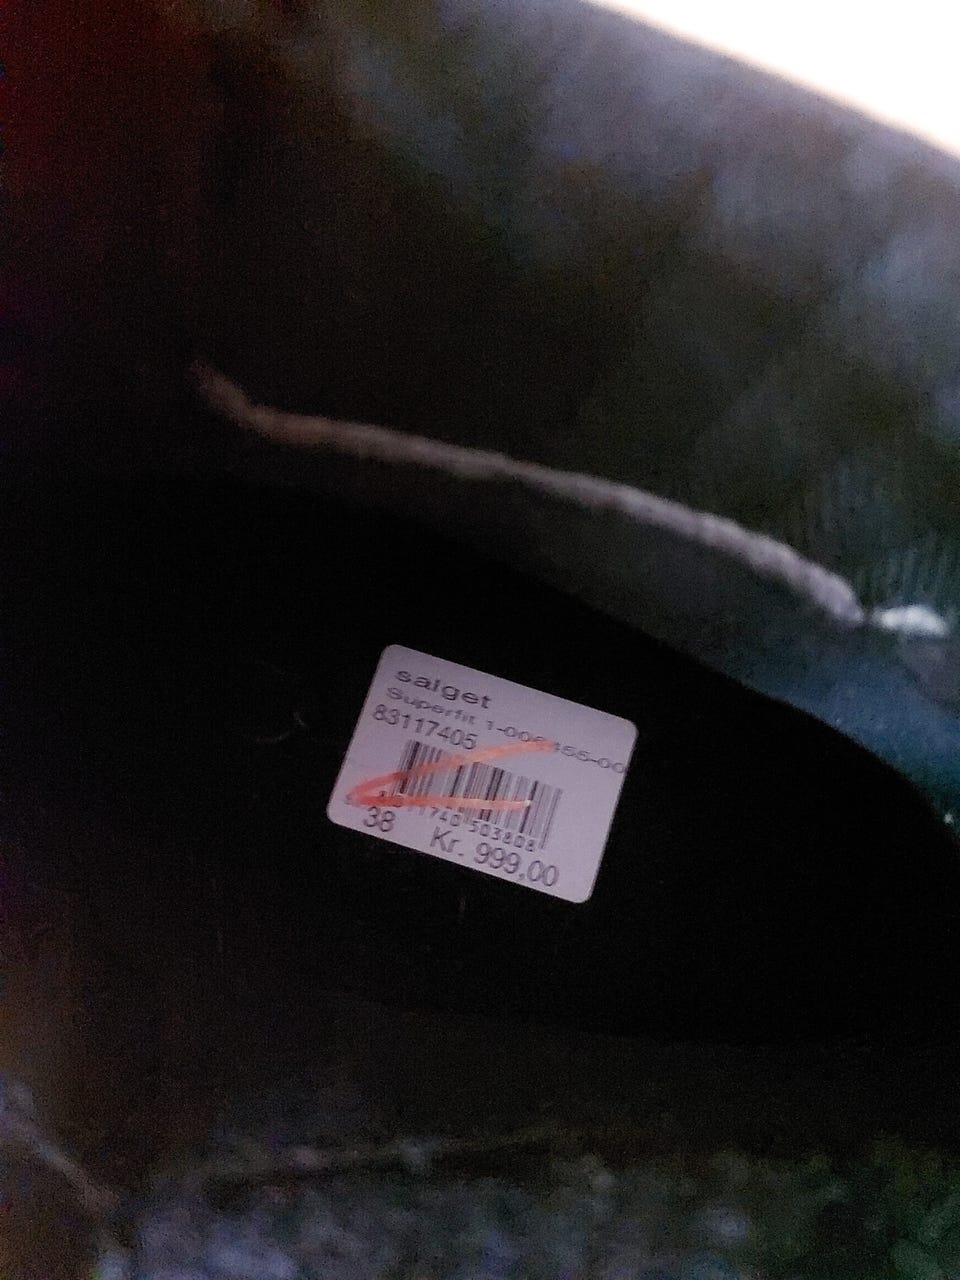 salget
Superfit
83117405
38 Kr. 999,00